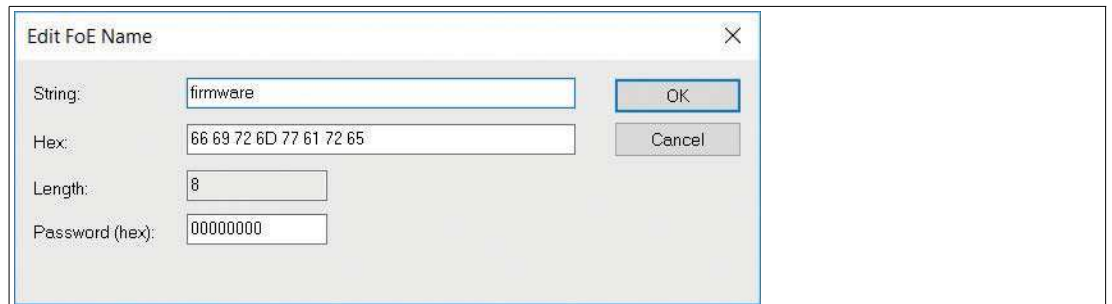 Edit FoE Name
String: firmware OK
Hex: 66 69 72 6D 77 61 72 65 Cancel
Length: 8
Password (hex): 00000000